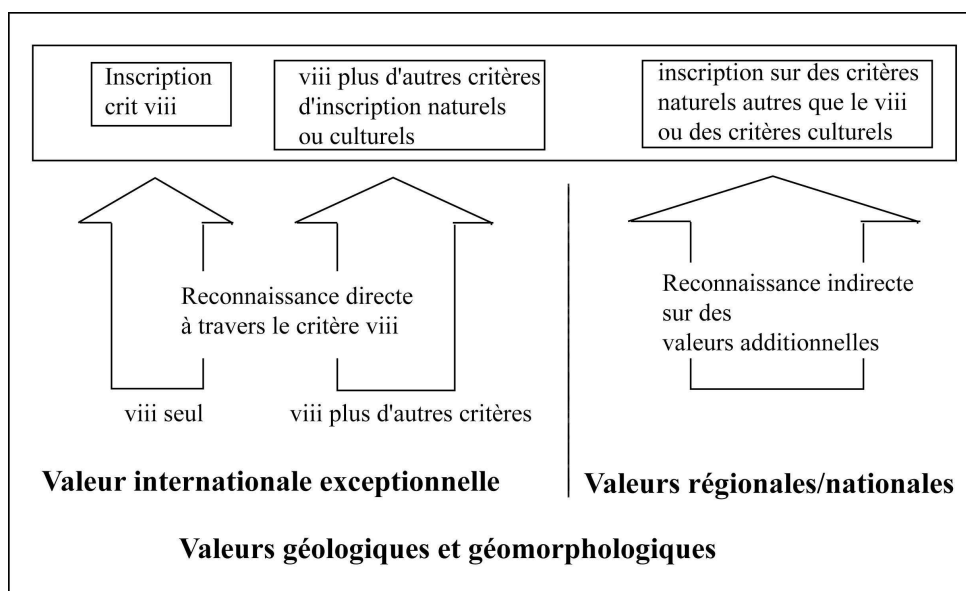 Inscription
crit viii
viii plus d'autres critères
d'inscription naturels
ou culturels
inscription sur des critères
naturels autres que le viii
ou des critères culturels
Reconnaissance directe
à travers le critère viii
Reconnaissance indirecte
sur des
valeurs additionnelles
viii seul
viii plus d'autres critères
Valeur internationale exceptionnelle
Valeurs régionales/nationales
Valeurs géologiques et géomorphologiques